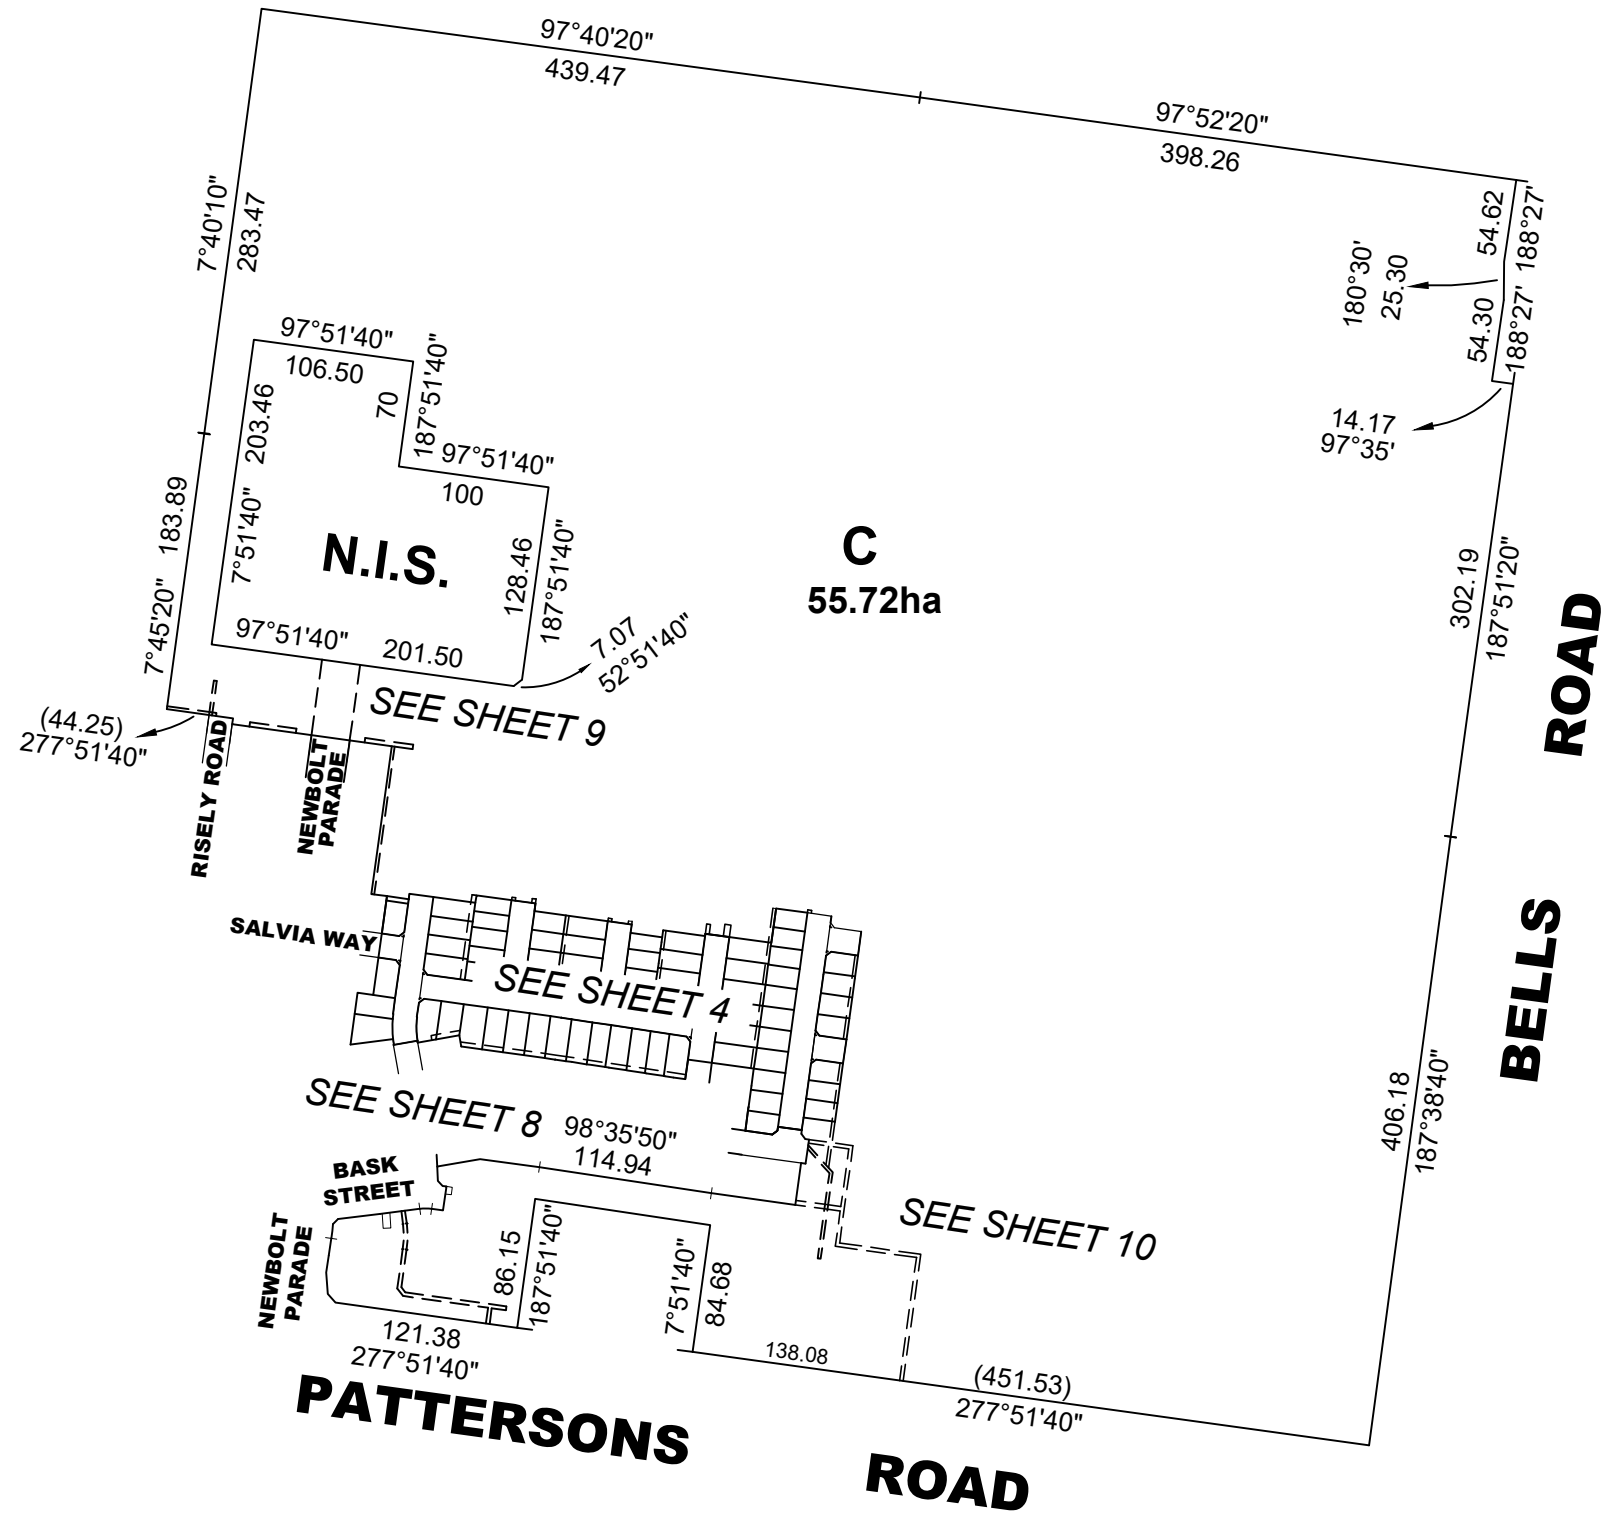 97°40'20"
439.47
97°52'20"
398.26
7°40'10"
283.47
54.62
188°27'
180°30'
25.30
54.30
188°27'
14.17
97°35'
97°51'40"
106.50
70
187°51'40"
203.46
7°51'40"
97°51'40"
100
N.I.S.
128.46
187°51'40"
C
55.72ha
183.89
7°45'20"
97°51'40"
201.50
7.07
52°51'40"
302.19
187°51'20"
ROAD
SEE SHEET 9
(44.25)
277°51'40"
RISELY ROAD
NEWBOLT
PARADE
SALVIA WAY
SEE SHEET 4
BELLS
406.18
187°38'40"
SEE SHEET 8
98°35'50"
114.94
BASK
STREET
NEWBOLT
PARADE
86.15
187°51'40"
7°51'40"
84.68
SEE SHEET 10
121.38
277°51'40"
138.08
(451.53)
277°51'40"
PATTERSONS
ROAD